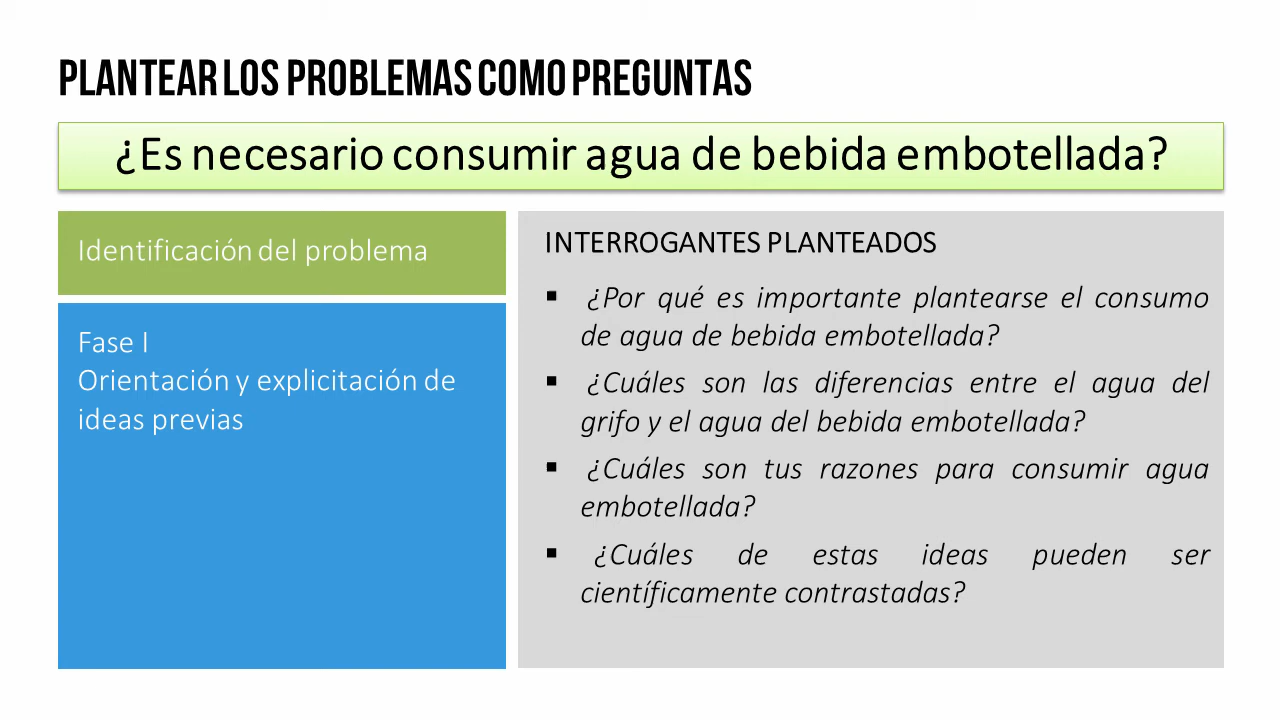 PLANTEAR LOS PROBLEMAS COMO PREGUNTAS
¿Es necesario consumir agua de bebida embotellada?
Identificación del problema
Fase I
Orientación y explicitación de
ideas previas
INTERROGANTES PLANTEADOS
▪ ¿Por qué es importante plantearse el consumo
de agua de bebida embotellada?
▪ ¿Cuáles son las diferencias entre el agua del
grifo y el agua del bebida embotellada?
▪ ¿Cuáles son tus razones para consumir agua
embotellada?
▪ ¿Cuáles de estas ideas pueden ser
científicamente contrastadas?